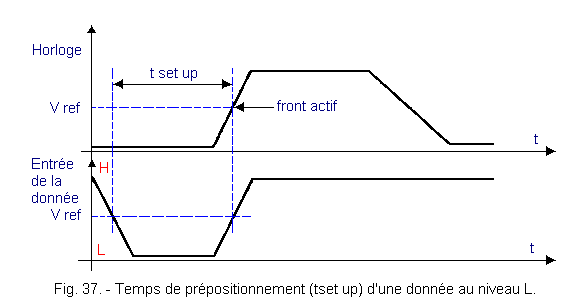 Horloge
t set up
V ref
front actif
t
Entrée
de la
donnée
H
V ref
L
t
Fig. 37. - Temps de prépositionnement (tset up) d'une donnée au niveau L.